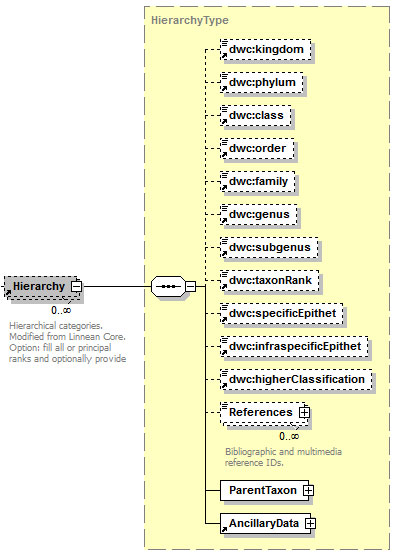 HierarchyType
dwc:kingdom
dwc:phylum
dwc:class
dwc:order
dwc:family
dwc:genus
dwc:subgenus
dwc:taxonRank
Hierarchy
0..∞
Hierarchical categories.
Modified from Linnean Core.
Option: fill all or principal
ranks and optionally provide
dwc:specificEpithet
dwc:infraspecificEpithet
dwc:higherClassification
References
0..∞
Bibliographic and multimedia
reference IDs.
ParentTaxon
AncillaryData